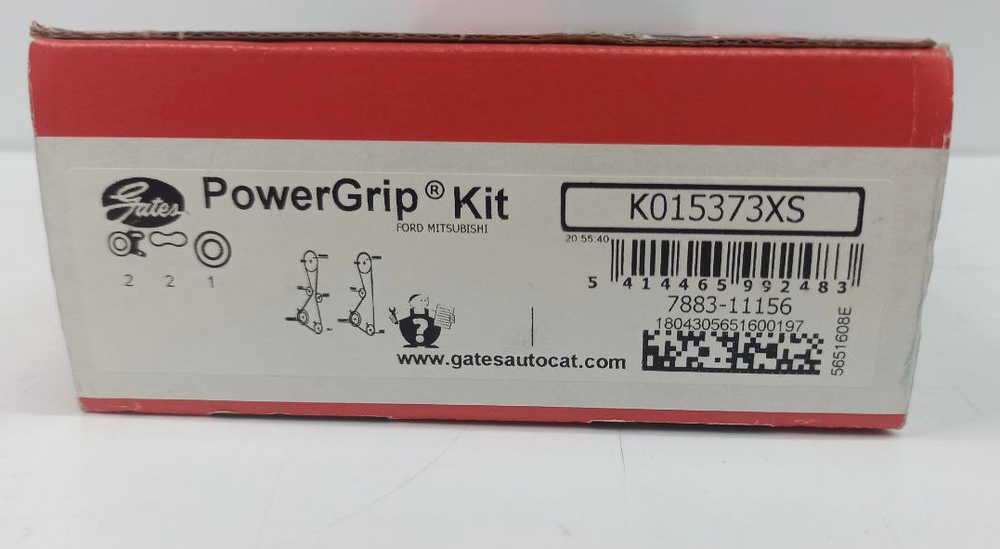 Gates
PowerGrip® Kit
FORD MITSUBISHI
2 2 1
?
www.gatesautocat.com
K015373XS
20 55:40
5 414465 992483
7883-11156
1804305651600197
5651608E